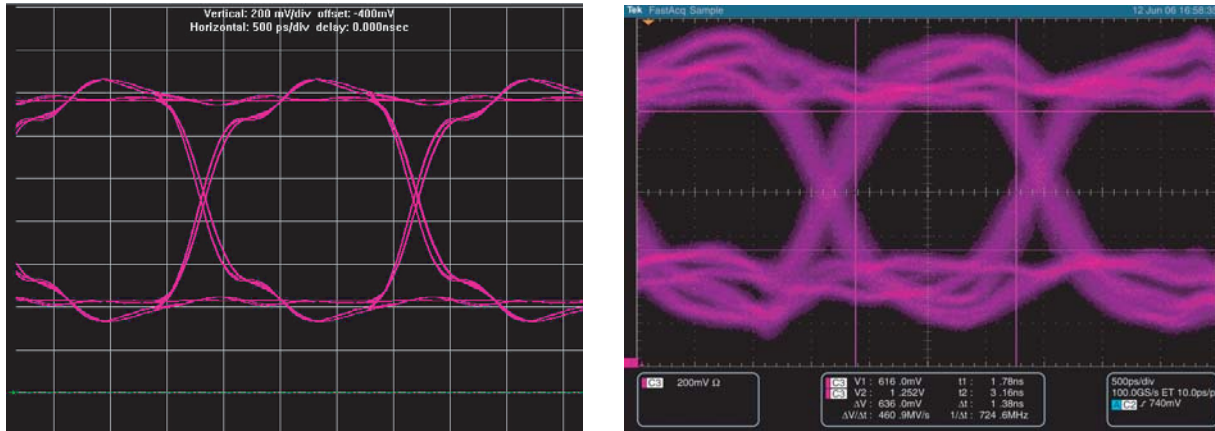 Vertical: 200 mV/div offset: -400mV
Horizontal: 500 ps/div delay: 0.000nsec
Tek FastAcq Sample
12 Jun 06 16:58:39
C3 200mV Ω
C3 V1 : 616 .0mV t1 : 1 .78ns
C3 V2 : 1 .252V t2 : 3 .16ns
ΔV : 636 .0mV Δt : 1 .38ns
ΔV/Δt : 460 .9MV/s 1/Δt : 724 .6MHz
500ps/div
100.0GS/s ET 10.0ps/p
C2 740mV